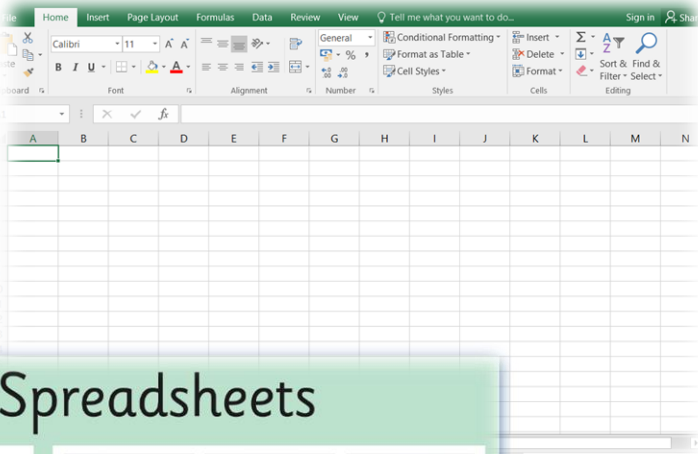 File Home Insert Page Layout Formulas Data Review View Tell me what you want to do... Sign in
Calibri 11 A A General Conditional Formatting Insert
% , Format as Table Delete
B I U A Cell Styles Format Sort & Find &
Filter Select
Font Alignment Number Styles Cells Editing
fx
A B C D E F G H I J K L M N
Spreadsheets